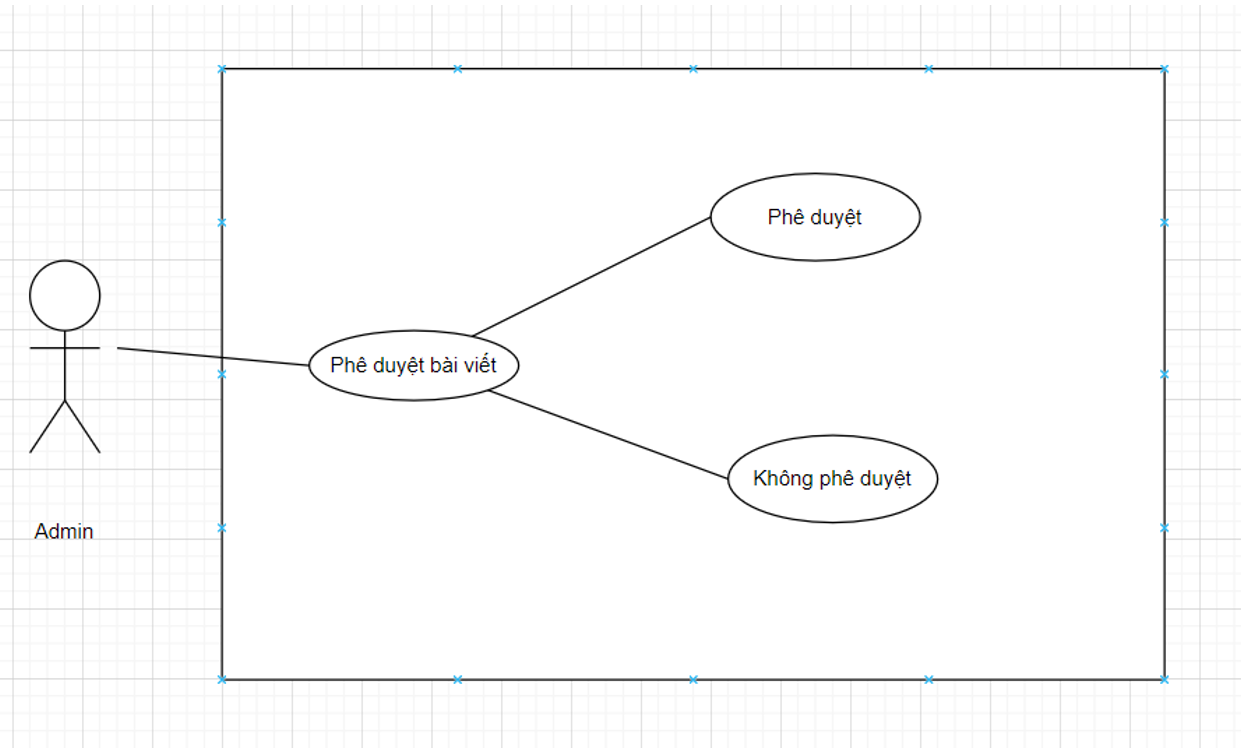 Phê duyệt
Phê duyệt bài viết
Không phê duyệt
Admin